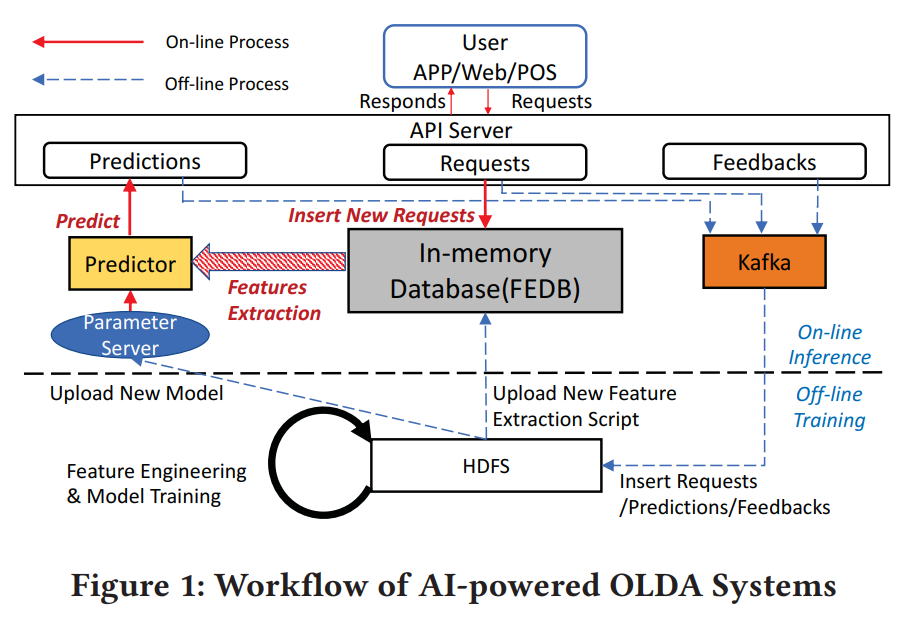 On-line Process
Off-line Process
User
APP/Web/POS
Responds
Requests
API Server
Predictions
Requests
Feedbacks
Predict
Insert New Requests
Predictor
In-memory
Database(FEDB)
Kafka
Features
Extraction
Parameter
Server
On-line
Inference
Upload New Model
Upload New Feature
Extraction Script
Off-line
Training
Feature Engineering
& Model Training
HDFS
Insert Requests
/Predictions/Feedbacks
Figure 1: Workflow of AI-powered OLDA Systems